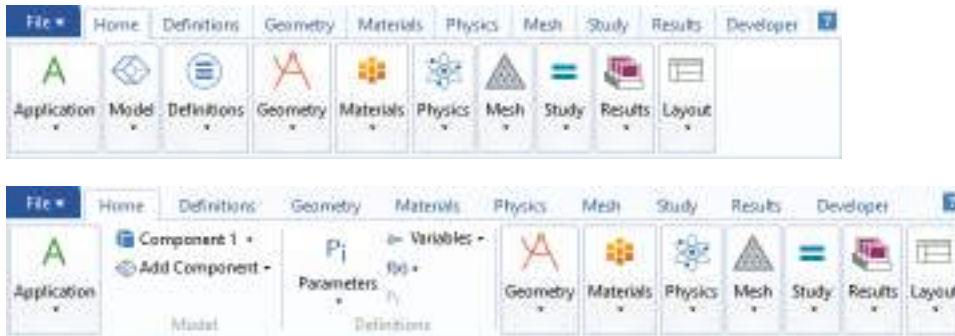 File Home Definitions Geometry Materials Physics Mesh Study Results Developer ?
Application Model Definitions Geometry Materials Physics Mesh Study Results Layout
File Home Definitions Geometry Materials Physics Mesh Study Results Developer
Component 1
Add Component
Pi
Parameters
a= Variables
f(x)
Pi
Application Geometry Materials Physics Mesh Study Results Layout
Model Definitions